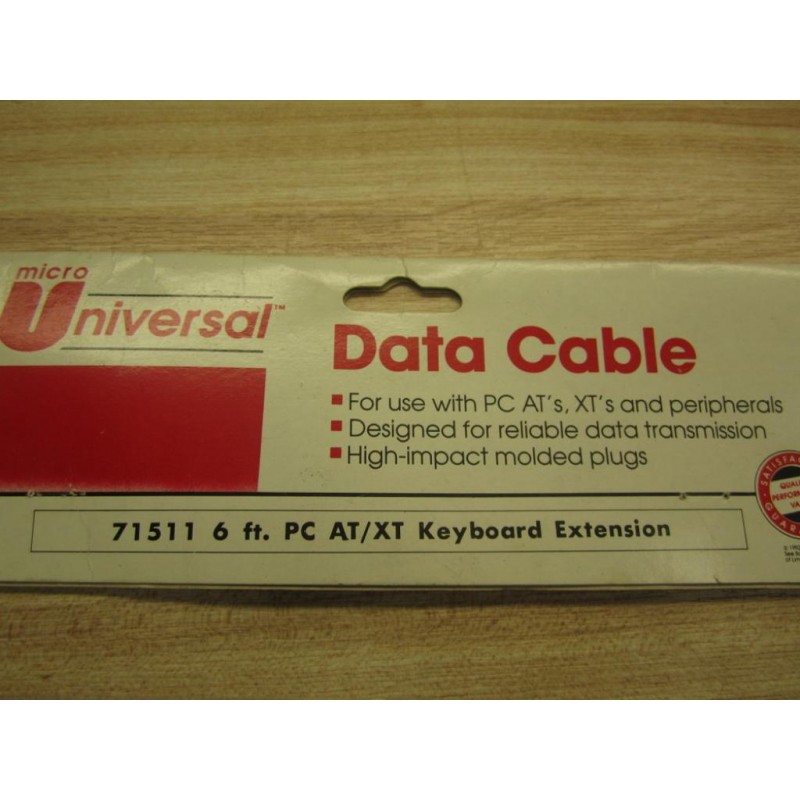 micro
Universal™
Data Cable
For use with PC AT's, XT's and peripherals
Designed for reliable data transmission
High-impact molded plugs
71511 6 ft. PC AT/XT Keyboard Extension